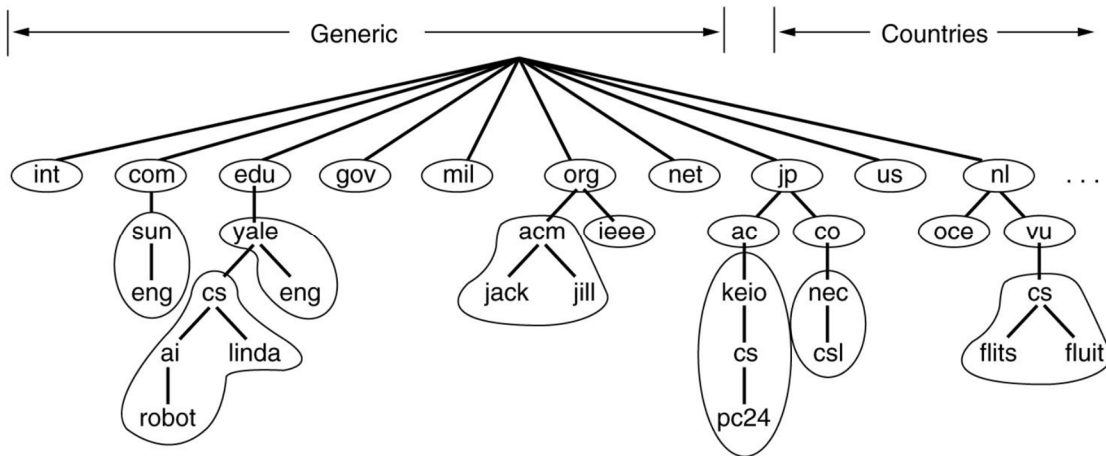 Generic Countries
int com edu gov mil org net jp us nl . . .
sun yale acm ieee ac co oce vu
eng cs eng jack jill keio nec cs
ai linda cs csl flits fluit
robot pc24